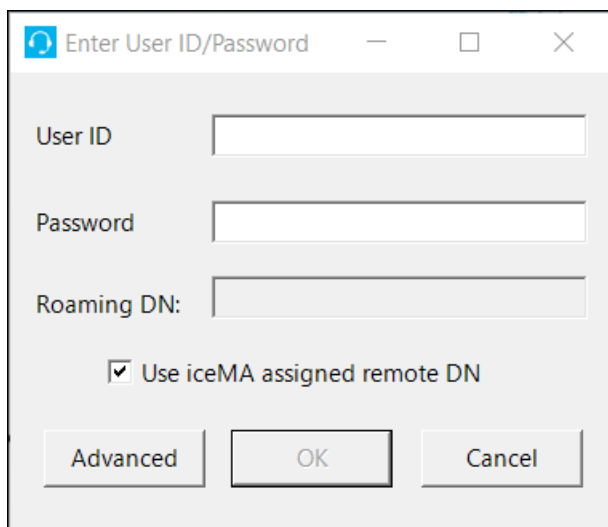 Enter User ID/Password
User ID
Password
Roaming DN:
Use iceMA assigned remote DN
Advanced OK Cancel